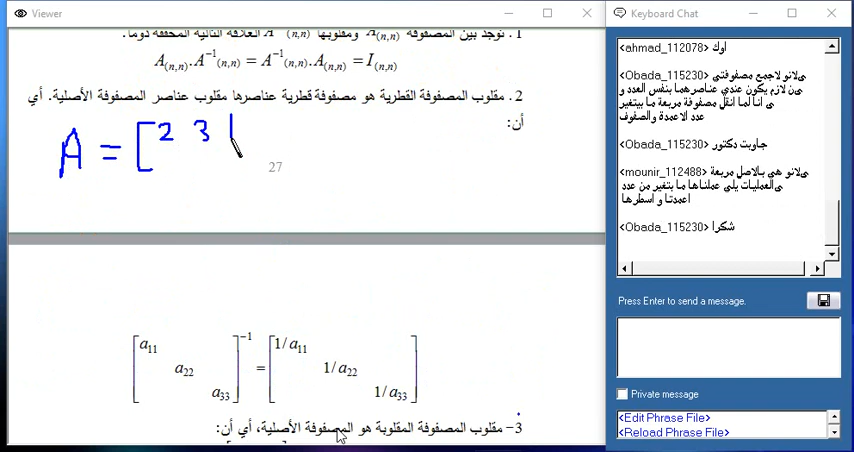 Viewer
1. توجد بين المصفوفة A(n,n) ومقلوبها A⁻¹(n,n) العلاقة التالية المحققة دوماً.
A(n,n).A⁻¹(n,n) = A⁻¹(n,n).A(n,n) = I(n,n)
2. مقلوب المصفوفة القطرية هو مصفوفة قطرية عناصرها مقلوب عناصر المصفوفة الأصلية. أي
أن:
A = [ 2 3
27
[a11 a22 a33]⁻¹ = [1/a11 1/a22 1/a33]
3- مقلوب المصفوفة المقلوبة هو المصفوفة الأصلية، أي أن:
Keyboard Chat
<ahmad_112078> اوك
<Obada_115230> لانو لاجمع مصفوفتي
ن لازم يكون عندي عناصرهما بنفس العدد و
انا لما انقل مصفوفة مربعة ما بيتغير
عدد الاعمدة والصفوف
<Obada_115230> جاوبت دكتور
<mounir_112488> لانو هي بالاصل مربعة
العمليات يلي عملناها ما بتغير من عدد
اعمدتا و اسطرها
<Obada_115230> شكرا
Press Enter to send a message.
Private message
<Edit Phrase File>
<Reload Phrase File>